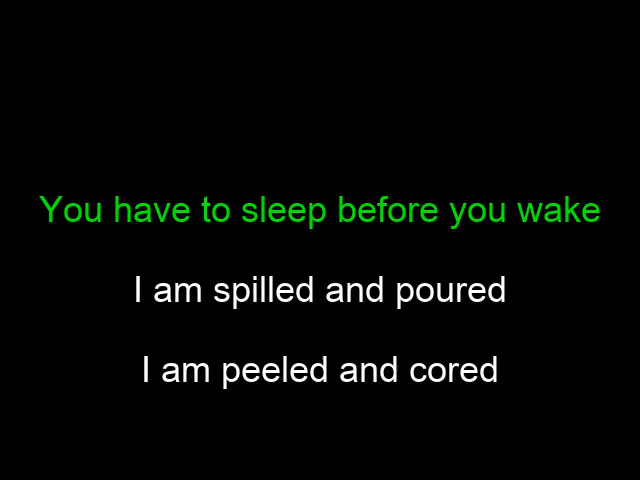 You have to sleep before you wake
I am spilled and poured
I am peeled and cored